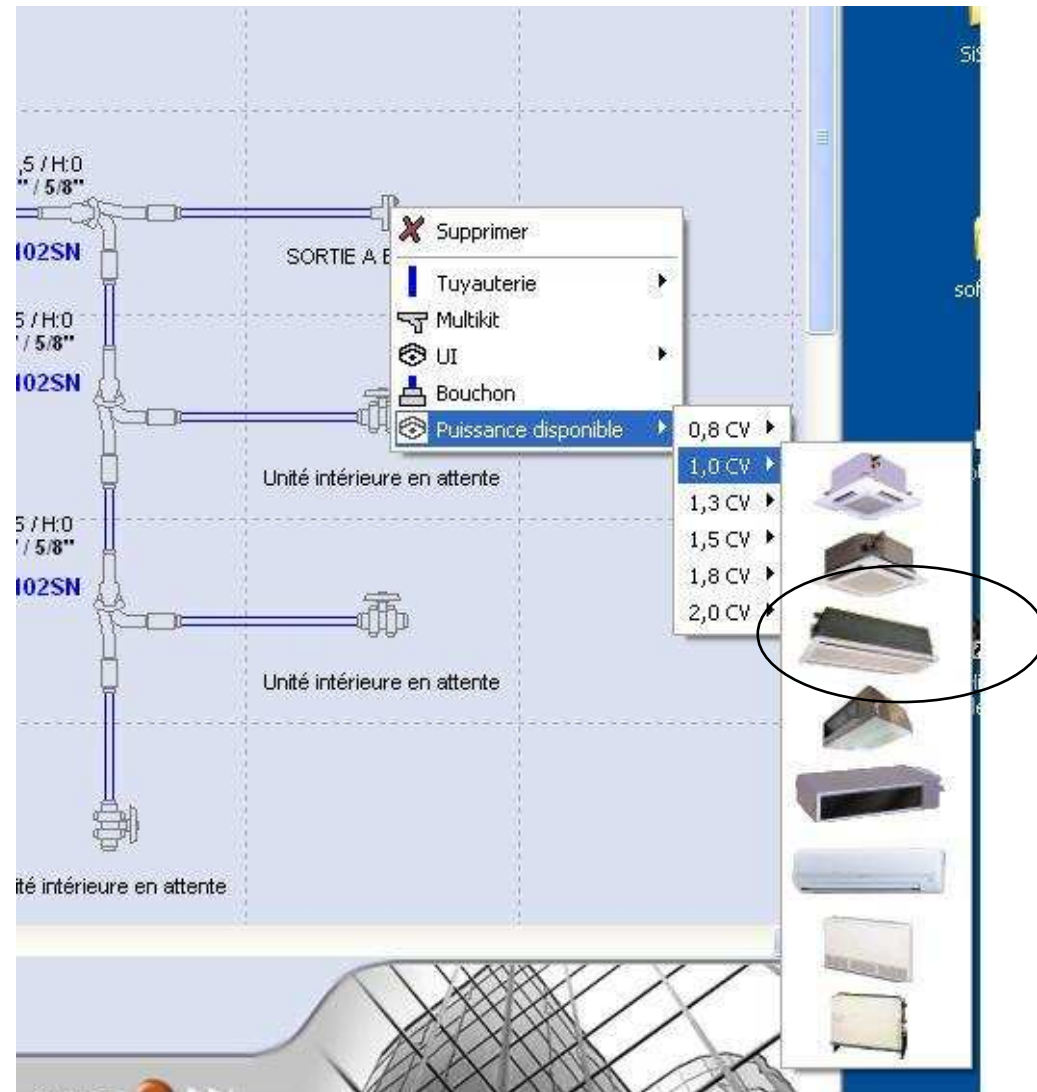 ,5 / H:0
" / 5/8"
102SN
SORTIE A
5 / H:0
/ 5/8"
102SN
Unité intérieure en attente
5 / H:0
/ 5/8"
102SN
Unité intérieure en attente
ité intérieure en attente
Supprimer
Tuyauterie
Multikit
UI
Bouchon
Puissance disponible
0,8 CV
1,0 CV
1,3 CV
1,5 CV
1,8 CV
2,0 CV
SiS
sof